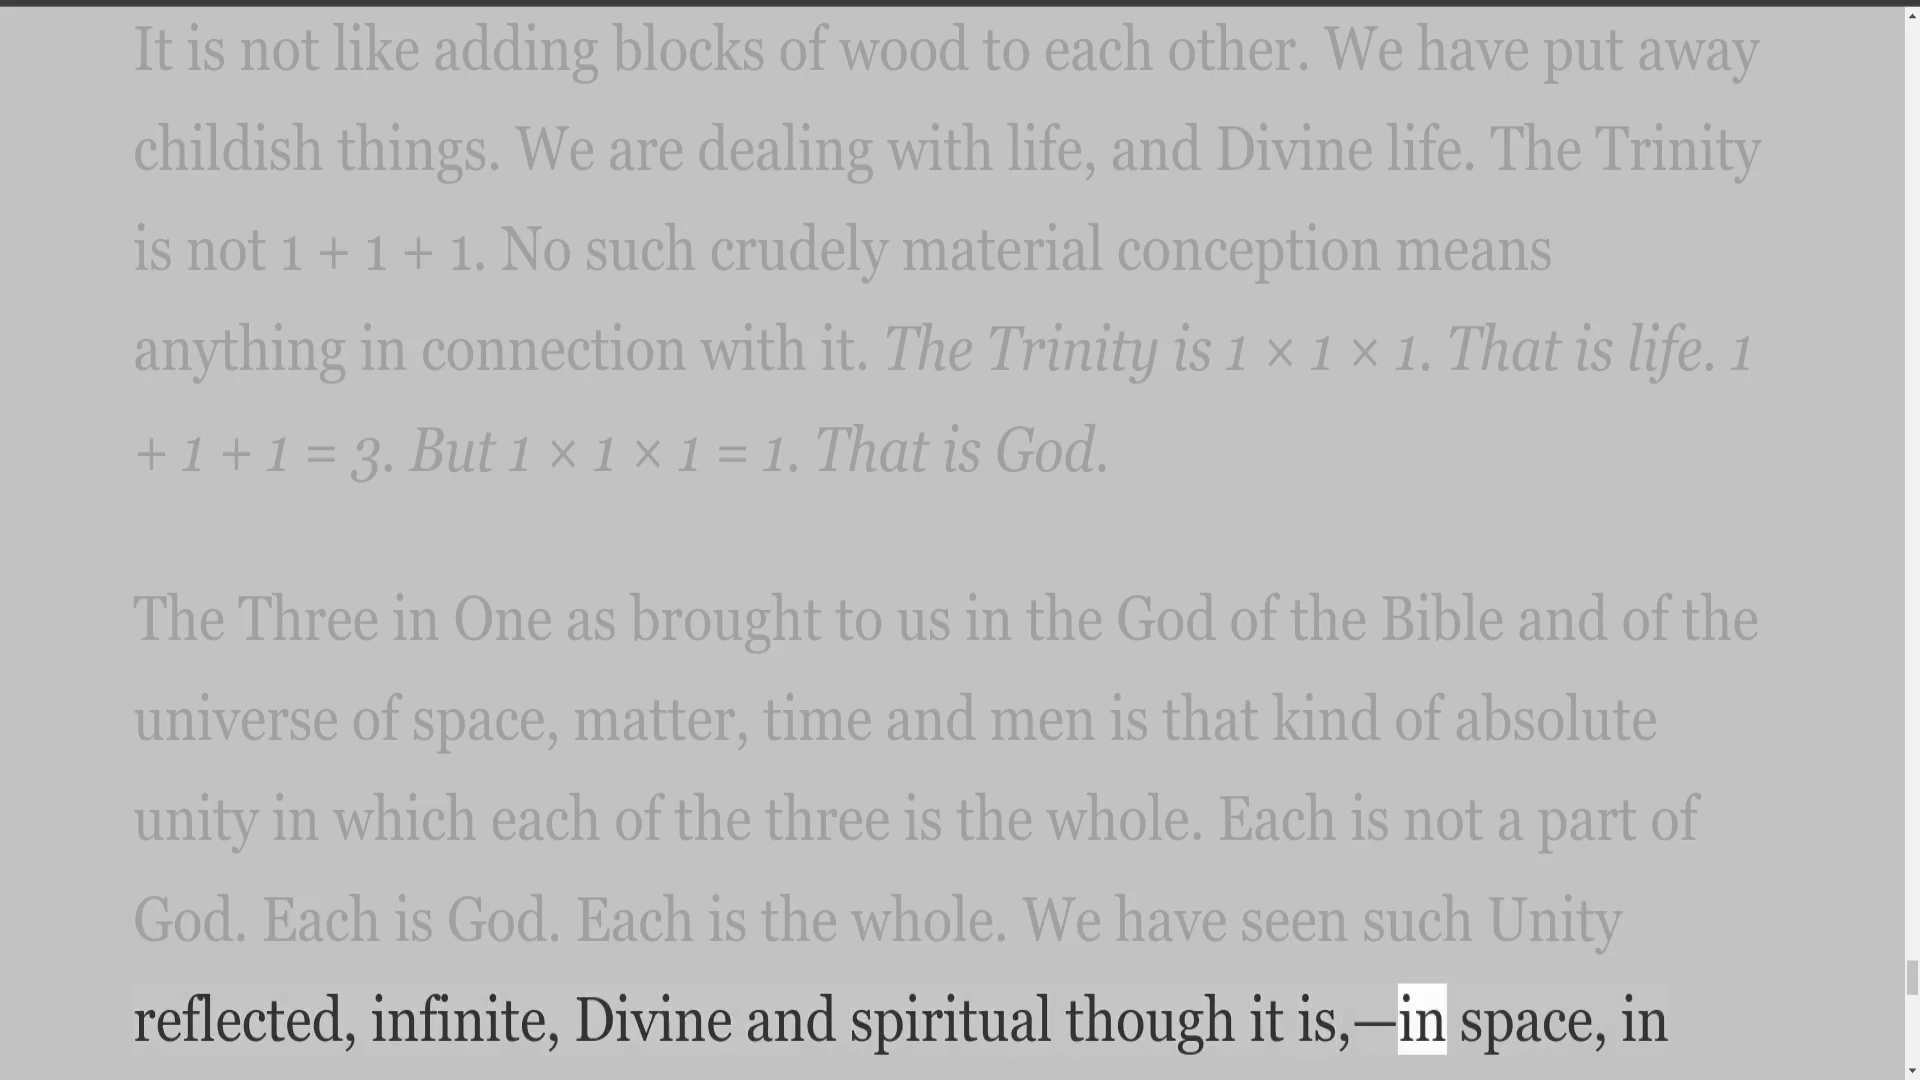 It is not like adding blocks of wood to each other. We have put away
childish things. We are dealing with life, and Divine life. The Trinity
is not 1 + 1 + 1. No such crudely material conception means
anything in connection with it. The Trinity is 1 × 1 × 1. That is life. 1
+ 1 + 1 = 3. But 1 × 1 × 1 = 1. That is God.
The Three in One as brought to us in the God of the Bible and of the
universe of space, matter, time and men is that kind of absolute
unity in which each of the three is the whole. Each is not a part of
God. Each is God. Each is the whole. We have seen such Unity
reflected, infinite, Divine and spiritual though it is,—in space, in